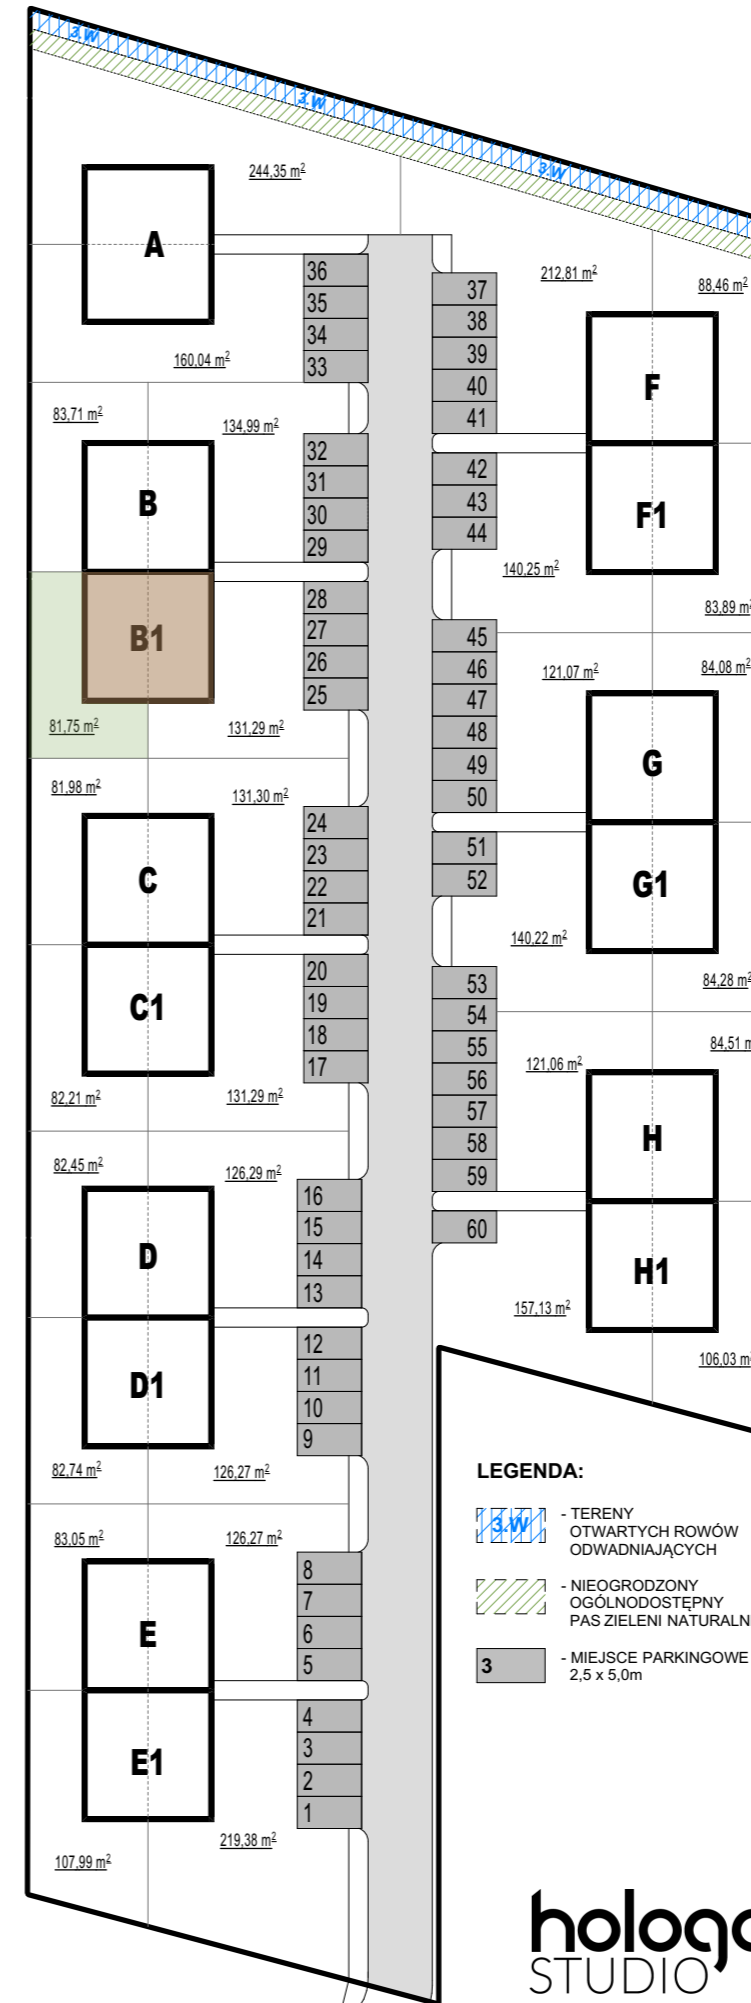 3.W
3.W
3.W
244,35 m²
A
160,04 m²
36
35
34
33
37
38
39
40
41
212,81 m²
88,46 m²
F
83,71 m²
134,99 m²
B
32
31
30
29
42
43
44
F1
140,25 m²
83,89 m²
B1
28
27
26
25
81,75 m²
131,29 m²
45
46
47
48
49
50
121,07 m²
84,08 m²
G
81,98 m²
131,30 m²
C
24
23
22
21
51
52
G1
140,22 m²
84,28 m²
C1
20
19
18
17
82,21 m²
131,29 m²
53
54
55
56
57
58
59
121,06 m²
84,51 m
H
82,45 m²
126,29 m²
D
16
15
14
13
60
H1
157,13 m²
106,03 m
D1
12
11
10
9
82,74 m²
126,27 m²
83,05 m²
126,27 m²
E
8
7
6
5
E1
4
3
2
1
107,99 m²
219,38 m²
LEGENDA:
3.W
- TERENY
OTWARTYCH ROWÓW
ODWADNIAJĄCYCH
- NIEOGRODZONY
OGÓLNODOSTĘPNY
PAS ZIELENI NATURALN
3
- MIEJSCE PARKINGOWE
2,5 x 5,0m
STUDIO